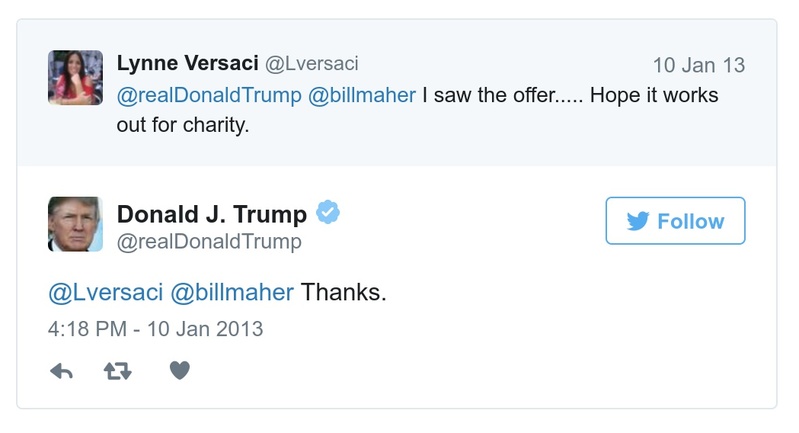 Lynne Versaci @Lversaci 10 Jan 13
@realDonaldTrump @billmaher I saw the offer..... Hope it works
out for charity.
Donald J. Trump
@realDonaldTrump
Follow
@Lversaci @billmaher Thanks.
4:18 PM - 10 Jan 2013